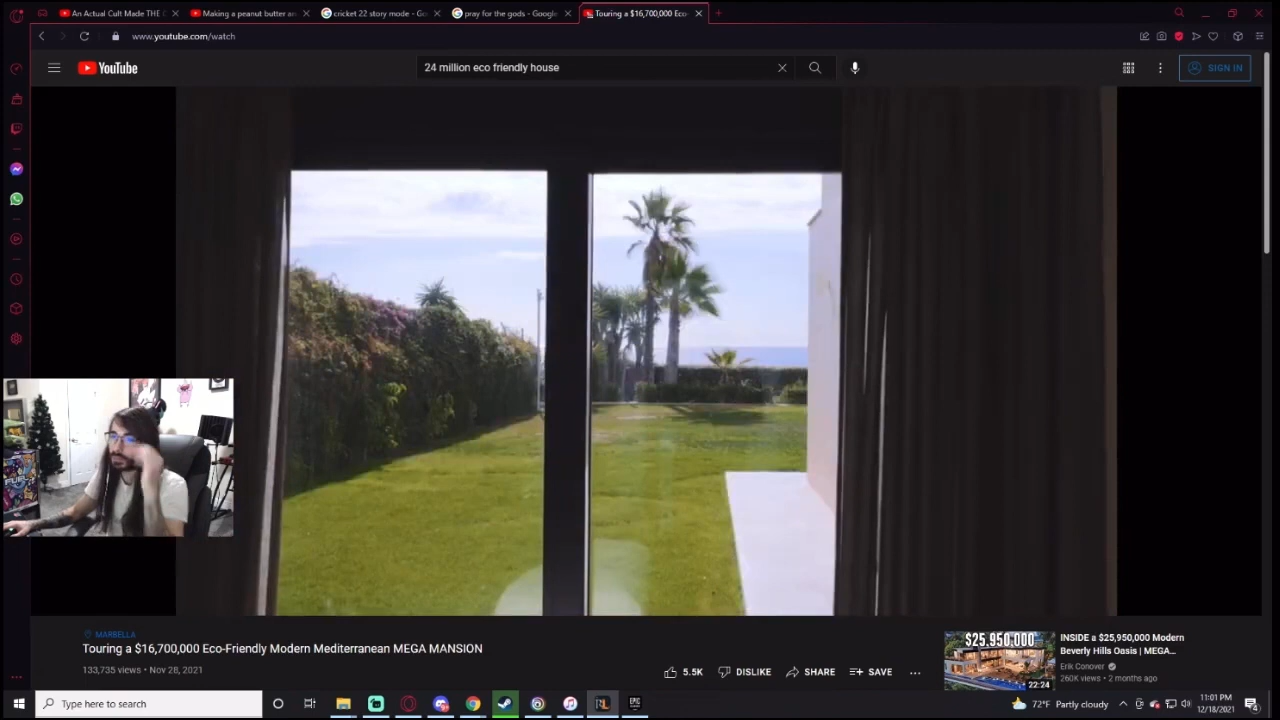 An Actual Cult Made THE C
Making a peanut butter an
cricket 22 story mode - Go
pray for the gods - Google
Touring a $16,700,000 Eco-
www.youtube.com/watch
YouTube
24 million eco friendly house
SIGN IN
MARBELLA
Touring a $16,700,000 Eco-Friendly Modern Mediterranean MEGA MANSION
133,735 views • Nov 28, 2021
5.5K
DISLIKE
SHARE
SAVE
$25,950,000
22:24
INSIDE a $25,950,000 Modern
Beverly Hills Oasis | MEGA...
Erik Conover
260K views • 2 months ago
Type here to search
72°F Partly cloudy
11:01 PM
12/18/2021